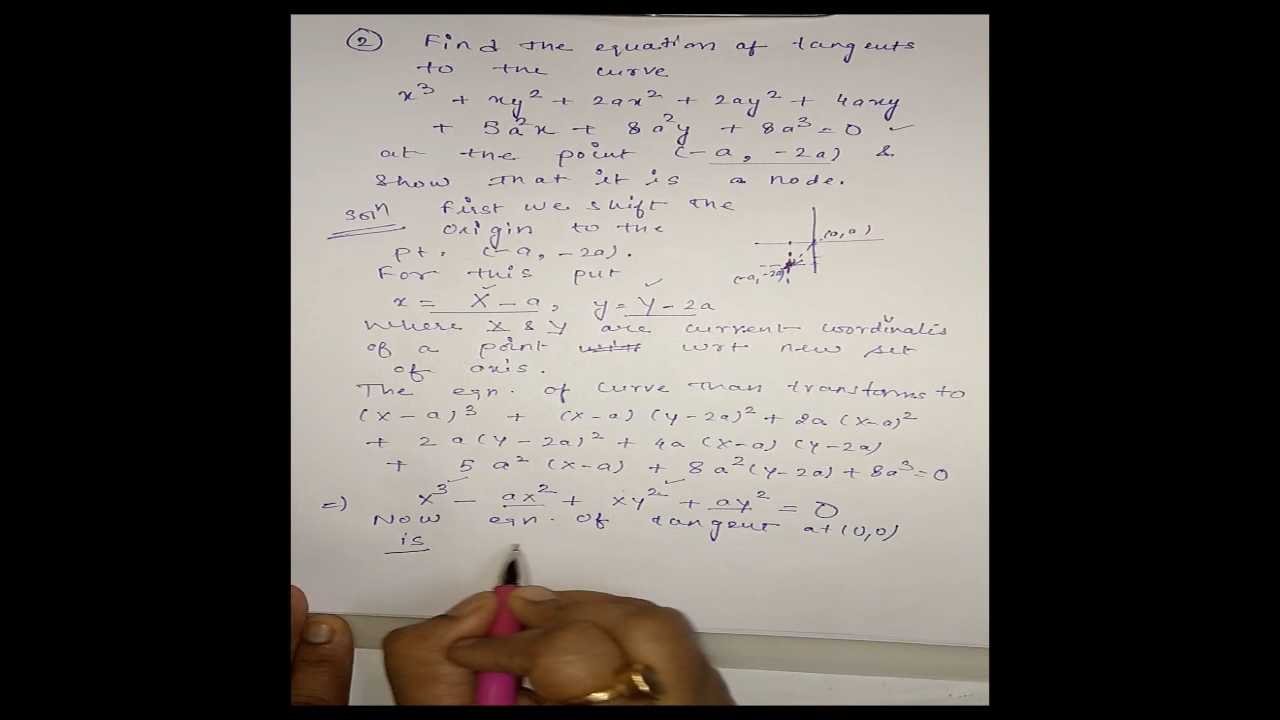 ② Find the equation of tangents
to the curve
x³ + xy² + 2ax² + 2ay² + 4axy
+ 5a²x + 8a²y + 8a³ = 0
at the point (-a, -2a) &
show that it is a node.
Solⁿ First we shift the
origin to the
pt. (-a, -2a).
(0,0)
(-a,-2a)
For this put
x = X - a, y = Y - 2a
where X & Y are current coordinates
of a point wrt new set
of axis.
The eqn. of curve than transforms to
(X-a)³ + (X-a)(Y-2a)² + 2a(X-a)²
+ 2a(Y-2a)² + 4a(X-a)(Y-2a)
+ 5a²(X-a) + 8a²(Y-2a) + 8a³ = 0
=) X³ - aX² + XY² + aY² = 0
Now eqn. of tangent at (0,0)
is